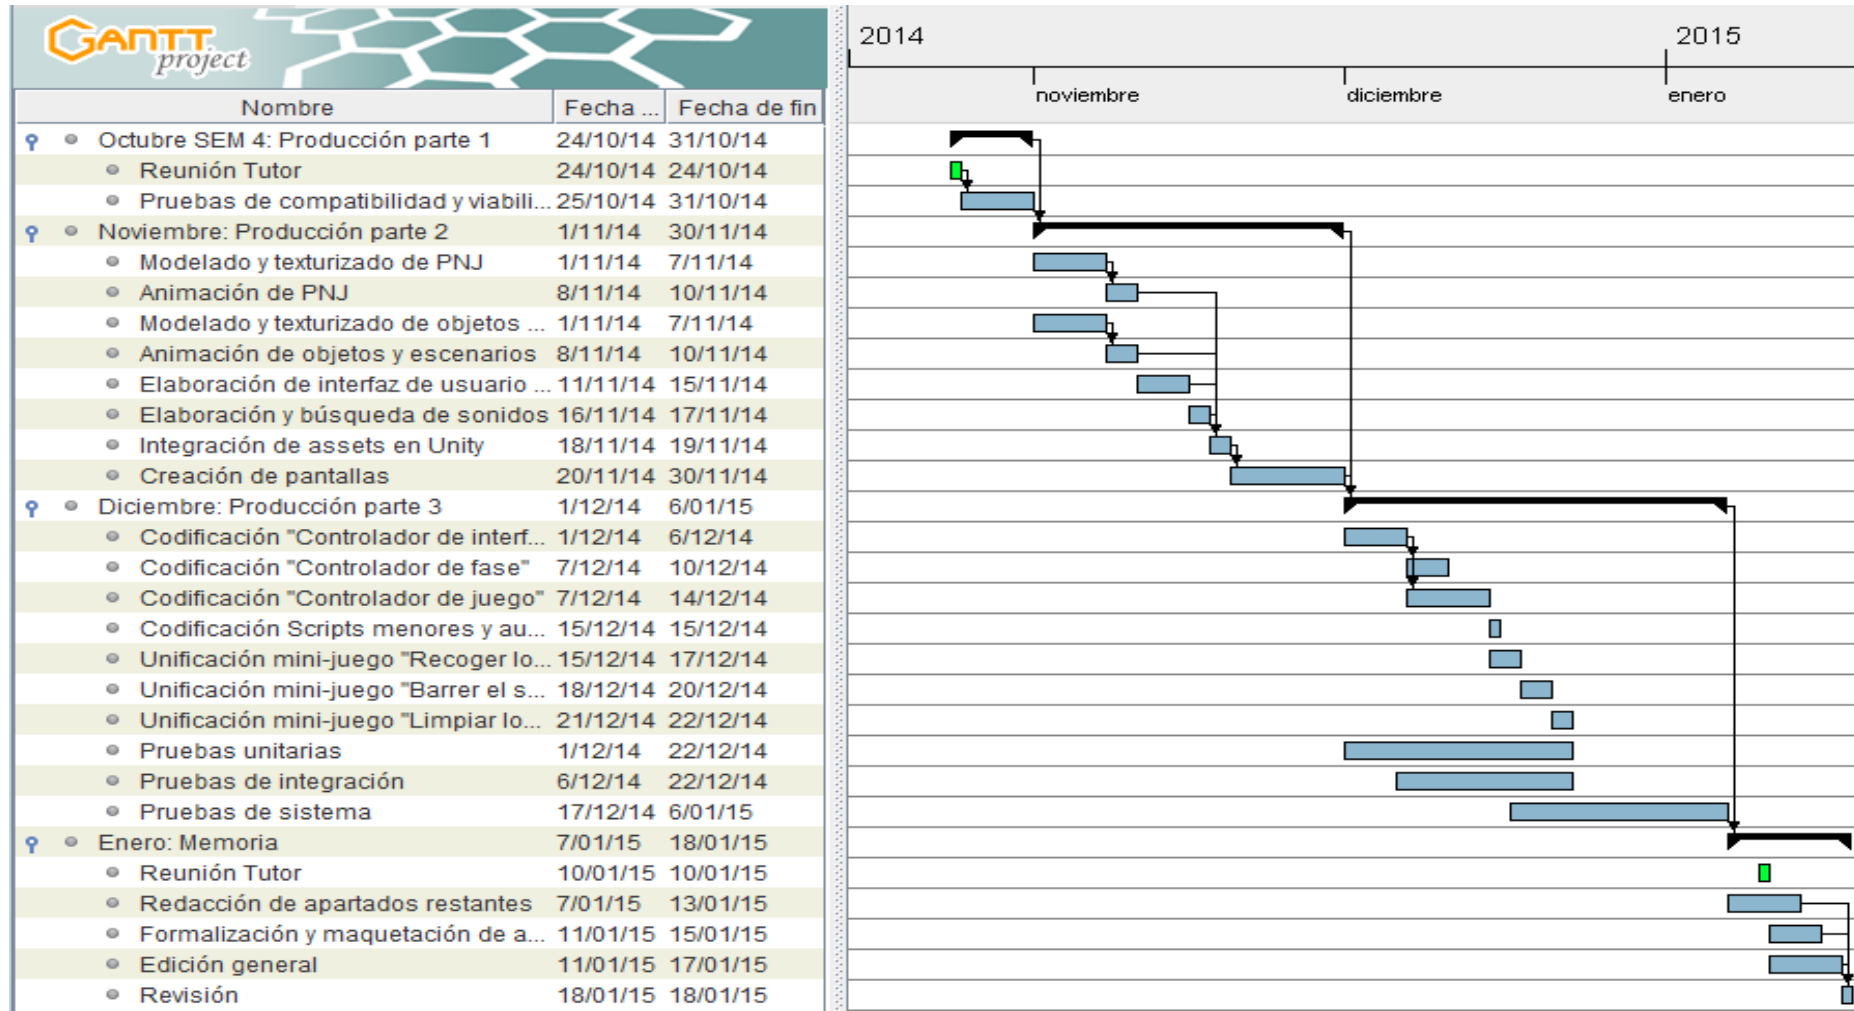 GANTT
project
2014 2015
noviembre diciembre enero
Nombre Fecha ... Fecha de fin
Octubre SEM 4: Producción parte 1 24/10/14 31/10/14
Reunión Tutor 24/10/14 24/10/14
Pruebas de compatibilidad y viabili... 25/10/14 31/10/14
Noviembre: Producción parte 2 1/11/14 30/11/14
Modelado y texturizado de PNJ 1/11/14 7/11/14
Animación de PNJ 8/11/14 10/11/14
Modelado y texturizado de objetos ... 1/11/14 7/11/14
Animación de objetos y escenarios 8/11/14 10/11/14
Elaboración de interfaz de usuario ... 11/11/14 15/11/14
Elaboración y búsqueda de sonidos 16/11/14 17/11/14
Integración de assets en Unity 18/11/14 19/11/14
Creación de pantallas 20/11/14 30/11/14
Diciembre: Producción parte 3 1/12/14 6/01/15
Codificación "Controlador de interf... 1/12/14 6/12/14
Codificación "Controlador de fase" 7/12/14 10/12/14
Codificación "Controlador de juego" 7/12/14 14/12/14
Codificación Scripts menores y au... 15/12/14 15/12/14
Unificación mini-juego "Recoger lo... 15/12/14 17/12/14
Unificación mini-juego "Barrer el s... 18/12/14 20/12/14
Unificación mini-juego "Limpiar lo... 21/12/14 22/12/14
Pruebas unitarias 1/12/14 22/12/14
Pruebas de integración 6/12/14 22/12/14
Pruebas de sistema 17/12/14 6/01/15
Enero: Memoria 7/01/15 18/01/15
Reunión Tutor 10/01/15 10/01/15
Redacción de apartados restantes 7/01/15 13/01/15
Formalización y maquetación de a... 11/01/15 15/01/15
Edición general 11/01/15 17/01/15
Revisión 18/01/15 18/01/15